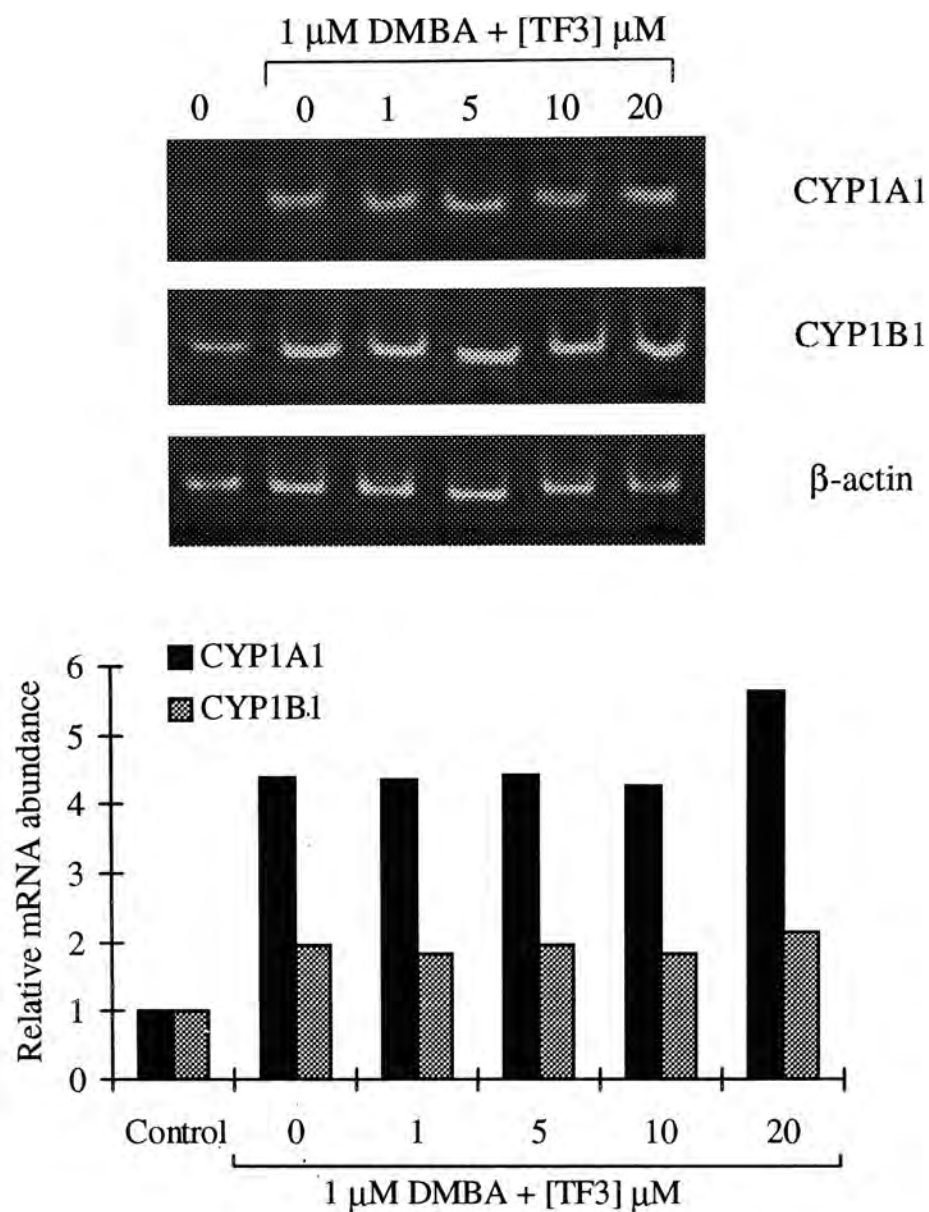 1 μM DMBA + [TF3] μM
0 0 1 5 10 20
CYP1A1
CYP1B1
β-actin
CYP1A1
CYP1B1
Relative mRNA abundance
6
5
4
3
2
1
0
Control 0 1 5 10 20
1 μM DMBA + [TF3] μM